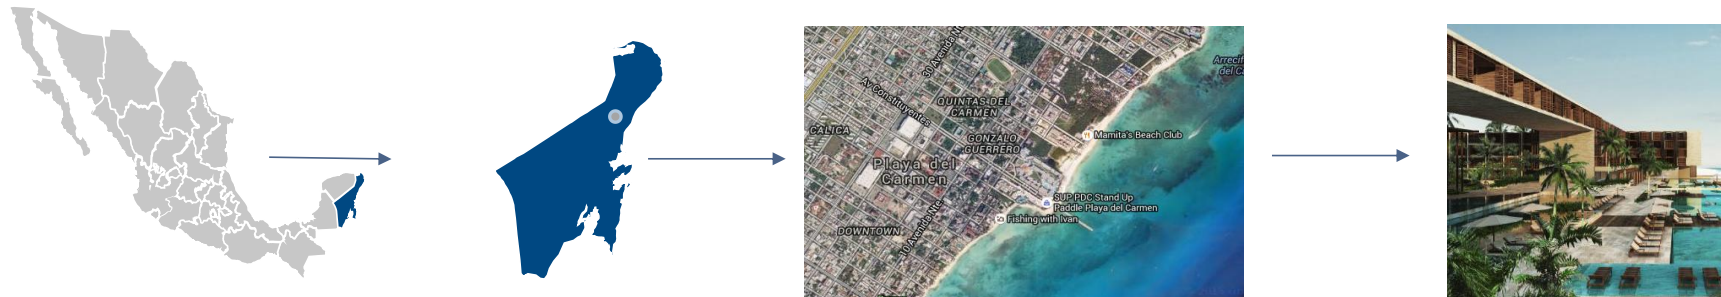 30 Avenida Nte
Arrecif
del Ca
Av Constituyentes
QUINTAS DEL
CARMEN
CALICA
Mamita's Beach Club
GONZALO
GUERRERO
Playa del
Carmen
SUP PDC Stand Up
Paddle Playa del Carmen
Fishing with Ivan
10 Avenida Nte.
DOWNTOWN